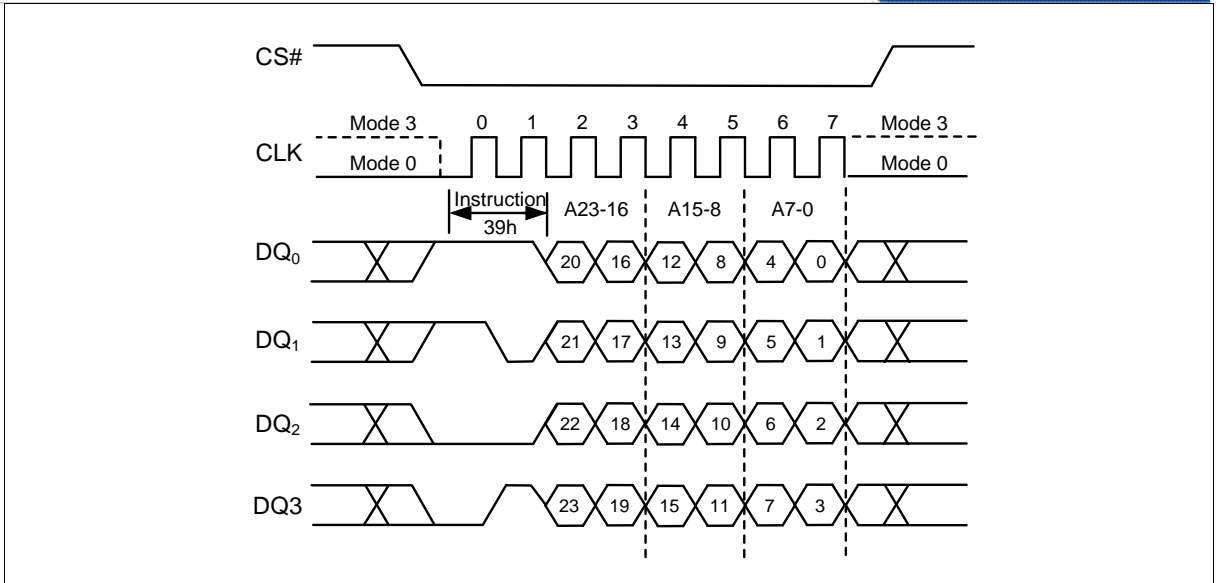 CS#
Mode 3 0 1 2 3 4 5 6 7 Mode 3
CLK
Mode 0 Mode 0
Instruction A23-16 A15-8 A7-0
39h
DQ0 20 16 12 8 4 0
DQ1 21 17 13 9 5 1
DQ2 22 18 14 10 6 2
DQ3 23 19 15 11 7 3